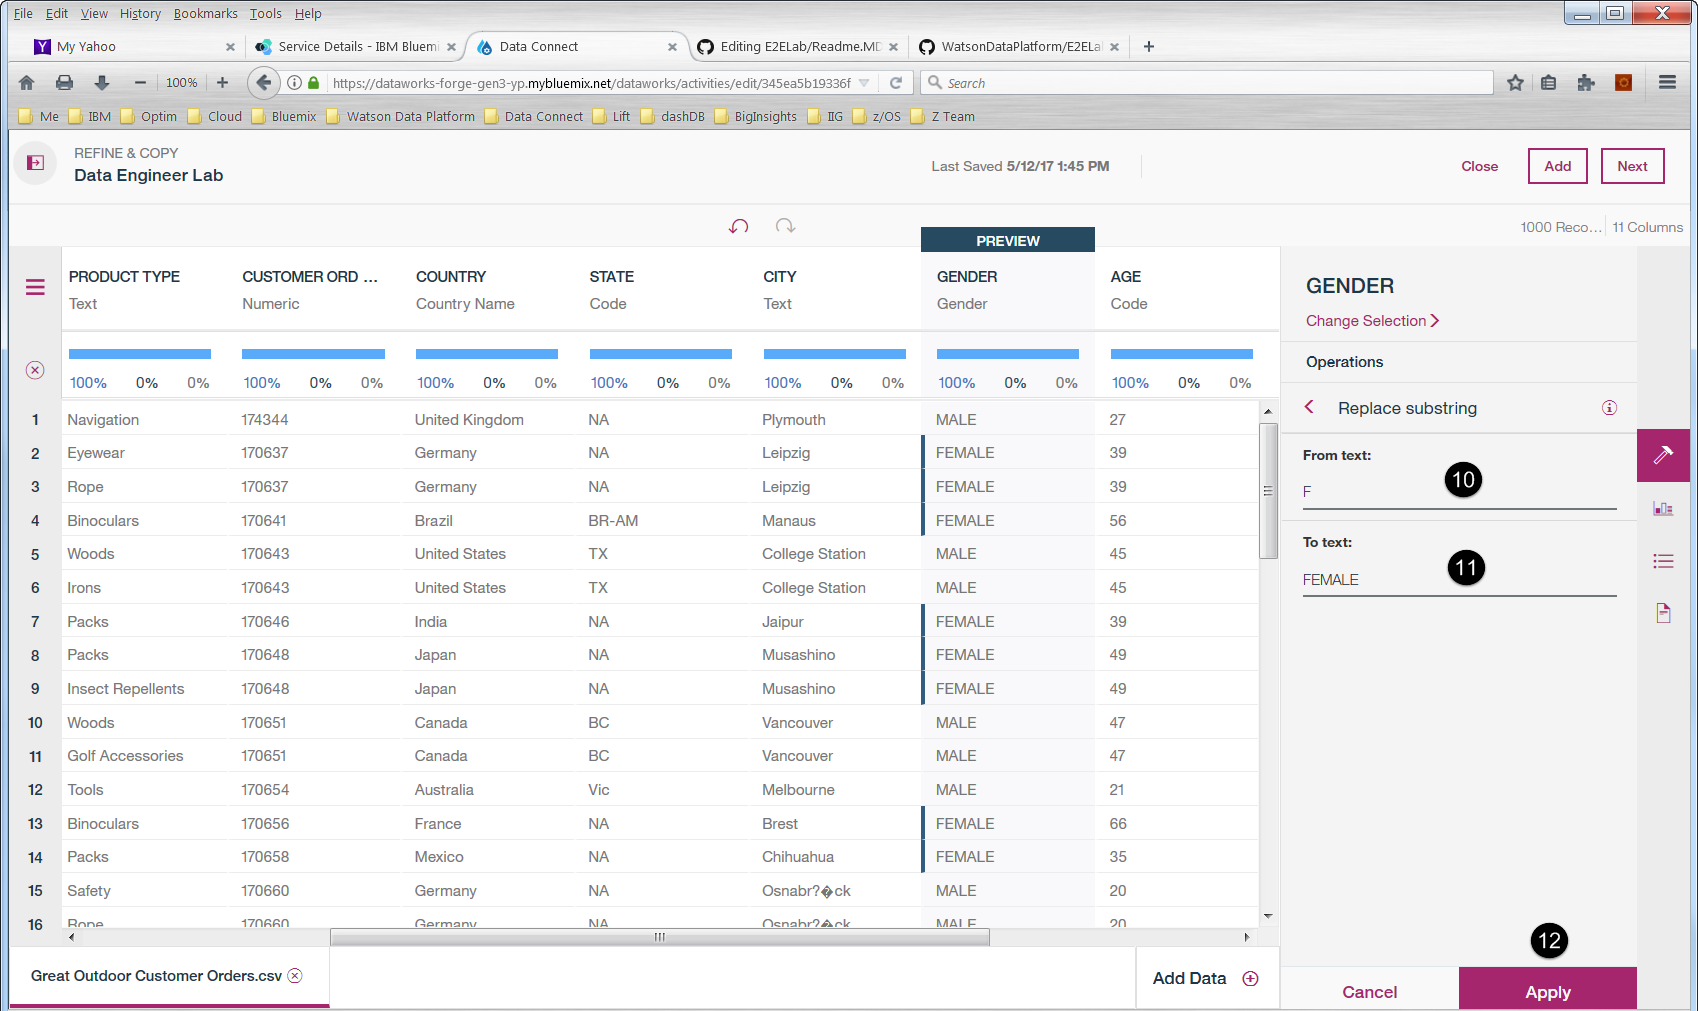 File Edit View History Bookmarks Tools Help
My Yahoo
Service Details - IBM Bluemi
Data Connect
Editing E2ELab/Readme.MD
WatsonDataPlatform/E2ELa
100%
https://dataworks-forge-gen3-yp.mybluemix.net/dataworks/activities/edit/345ea5b19336f
Search
Me IBM Optim Cloud Bluemix Watson Data Platform Data Connect Lift dashDB BigInsights IIG z/OS Z Team
REFINE & COPY
Data Engineer Lab
Last Saved 5/12/17 1:45 PM
Close Add Next
1000 Reco... 11 Columns
PREVIEW
PRODUCT TYPE CUSTOMER ORD ... COUNTRY STATE CITY GENDER AGE
Text Numeric Country Name Code Text Gender Code
100% 0% 0% 100% 0% 0% 100% 0% 0% 100% 0% 0% 100% 0% 0% 100% 0% 0% 100% 0% 0%
1 Navigation 174344 United Kingdom NA Plymouth MALE 27
2 Eyewear 170637 Germany NA Leipzig FEMALE 39
3 Rope 170637 Germany NA Leipzig FEMALE 39
4 Binoculars 170641 Brazil BR-AM Manaus FEMALE 56
5 Woods 170643 United States TX College Station MALE 45
6 Irons 170643 United States TX College Station MALE 45
7 Packs 170646 India NA Jaipur FEMALE 39
8 Packs 170648 Japan NA Musashino FEMALE 49
9 Insect Repellents 170648 Japan NA Musashino FEMALE 49
10 Woods 170651 Canada BC Vancouver MALE 47
11 Golf Accessories 170651 Canada BC Vancouver MALE 47
12 Tools 170654 Australia Vic Melbourne MALE 21
13 Binoculars 170656 France NA Brest FEMALE 66
14 Packs 170658 Mexico NA Chihuahua FEMALE 35
15 Safety 170660 Germany NA Osnabr?�ck MALE 20
16 Rope 170660 Germany NA Osnabr?�ck MALE 20
GENDER
Change Selection
Operations
Replace substring
From text:
10
F
To text:
11
FEMALE
12
Great Outdoor Customer Orders.csv
Add Data
Cancel
Apply